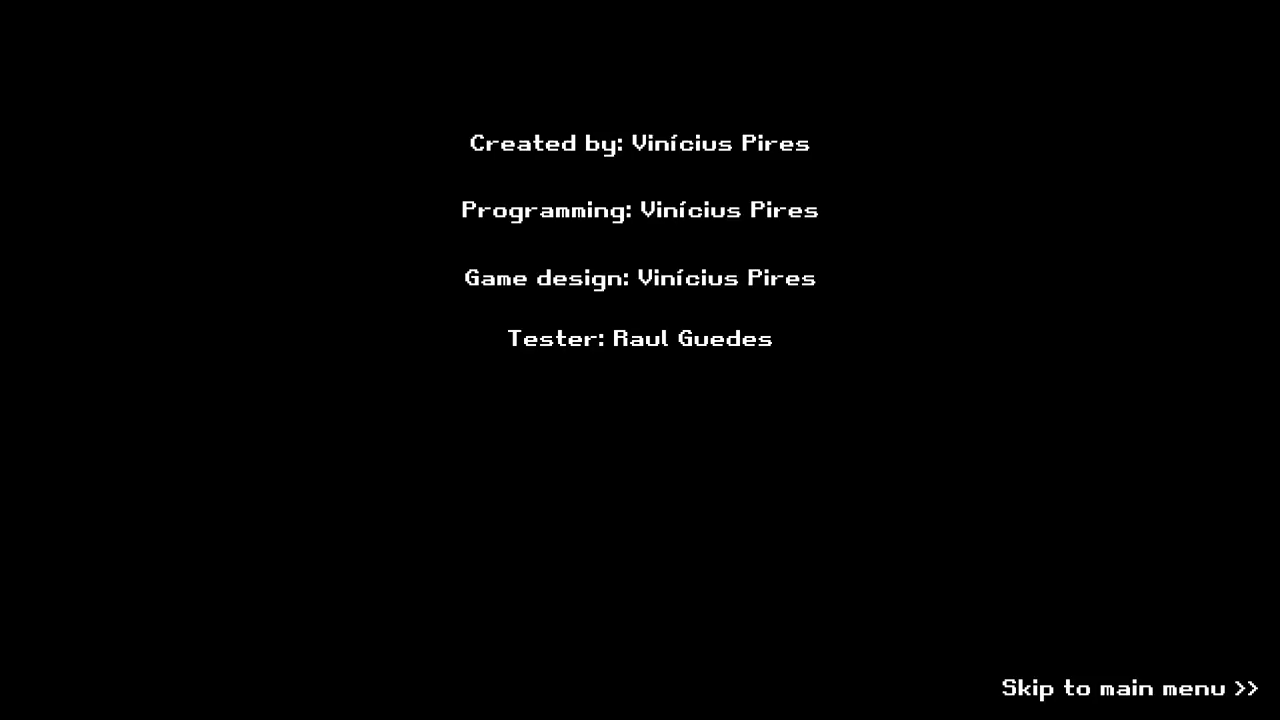 Created by: Vinícius Pires
Programming: Vinícius Pires
Game design: Vinícius Pires
Tester: Raul Guedes
Skip to main menu >>